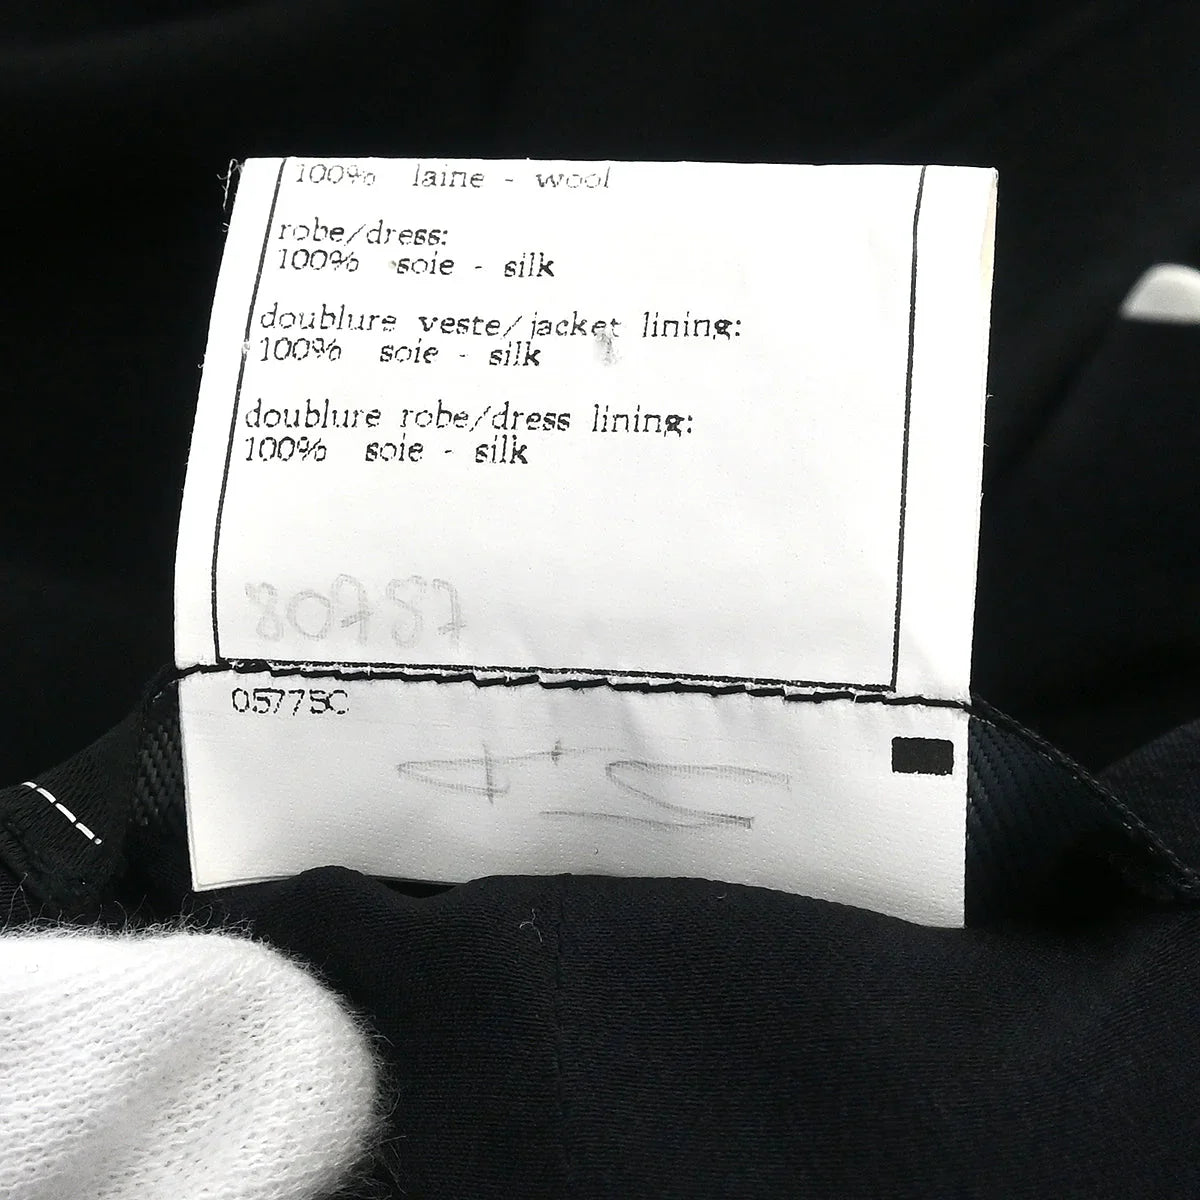 100% laine - wool
robe/dress:
100% soie - silk
doublure veste/jacket lining:
100% soie - silk
doublure robe/dress lining:
100% soie - silk
80787
05775C